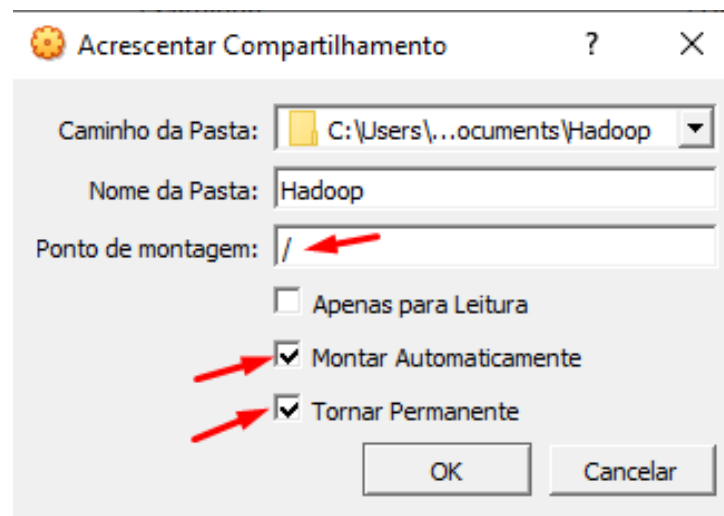 Acrescentar Compartilhamento ?
Caminho da Pasta: C:\Users\...ocuments\Hadoop
Nome da Pasta: Hadoop
Ponto de montagem: /
Apenas para Leitura
Montar Automaticamente
Tornar Permanente
OK Cancelar